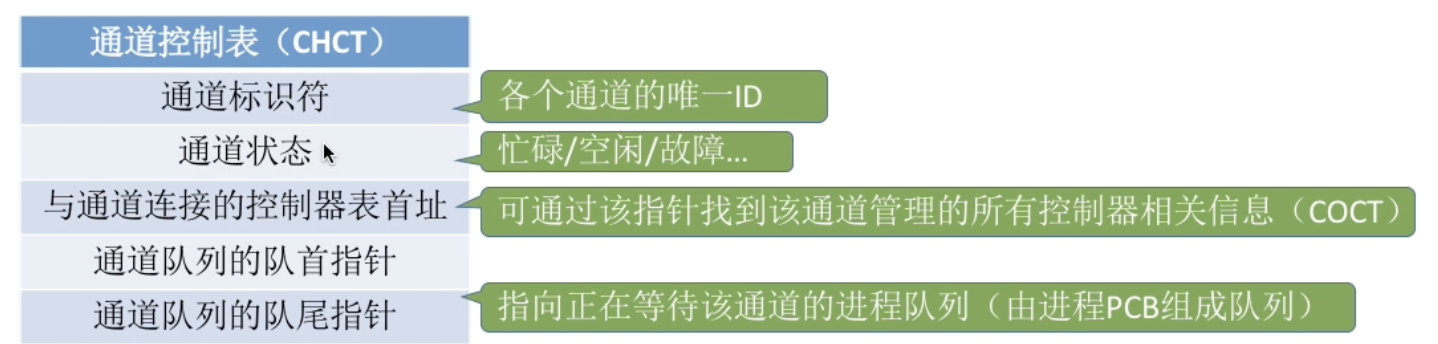 通道控制表（CHCT）
通道标识符
各个通道的唯一ID
通道状态
忙碌/空闲/故障...
与通道连接的控制器表首址
可通过该指针找到该通道管理的所有控制器相关信息（COCT）
通道队列的队首指针
通道队列的队尾指针
指向正在等待该通道的进程队列（由进程PCB组成队列）